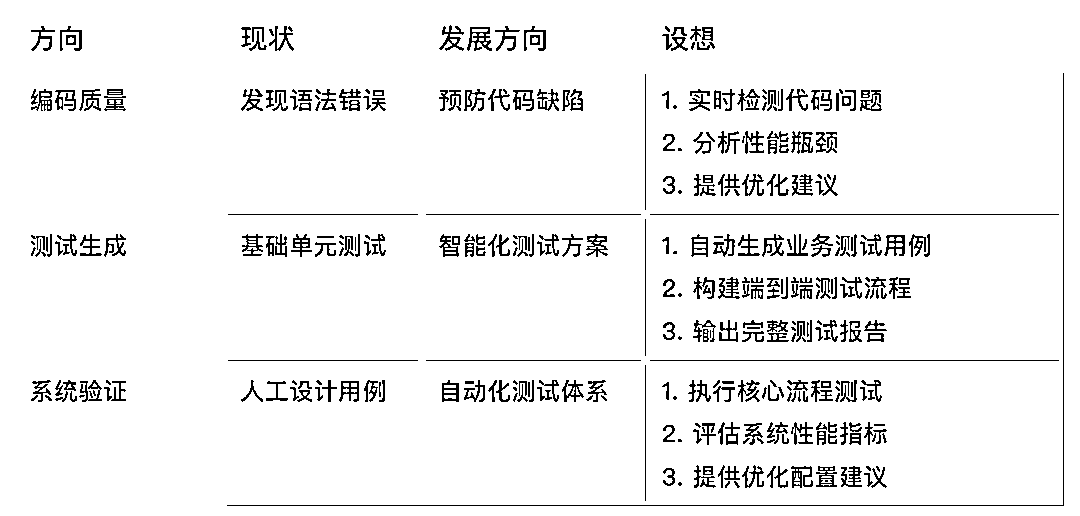 方向 现状 发展方向 设想
编码质量 发现语法错误 预防代码缺陷 1. 实时检测代码问题
2. 分析性能瓶颈
3. 提供优化建议
测试生成 基础单元测试 智能化测试方案 1. 自动生成业务测试用例
2. 构建端到端测试流程
3. 输出完整测试报告
系统验证 人工设计用例 自动化测试体系 1. 执行核心流程测试
2. 评估系统性能指标
3. 提供优化配置建议